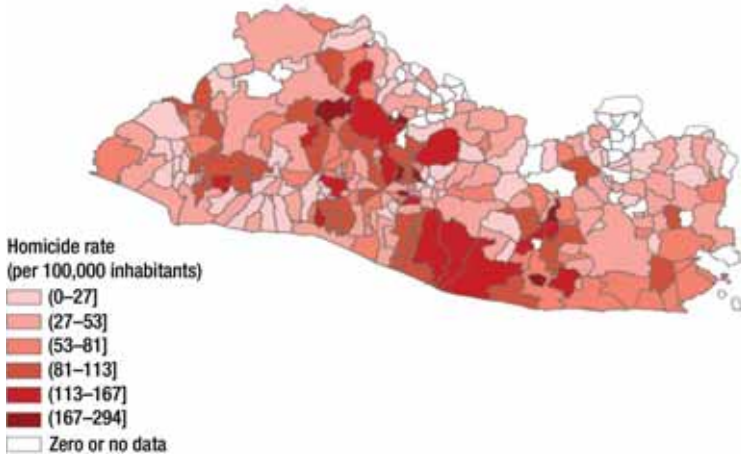 Homicide rate
(per 100,000 inhabitants)
(0–27]
(27–53]
(53–81]
(81–113]
(113–167]
(167–294]
Zero or no data